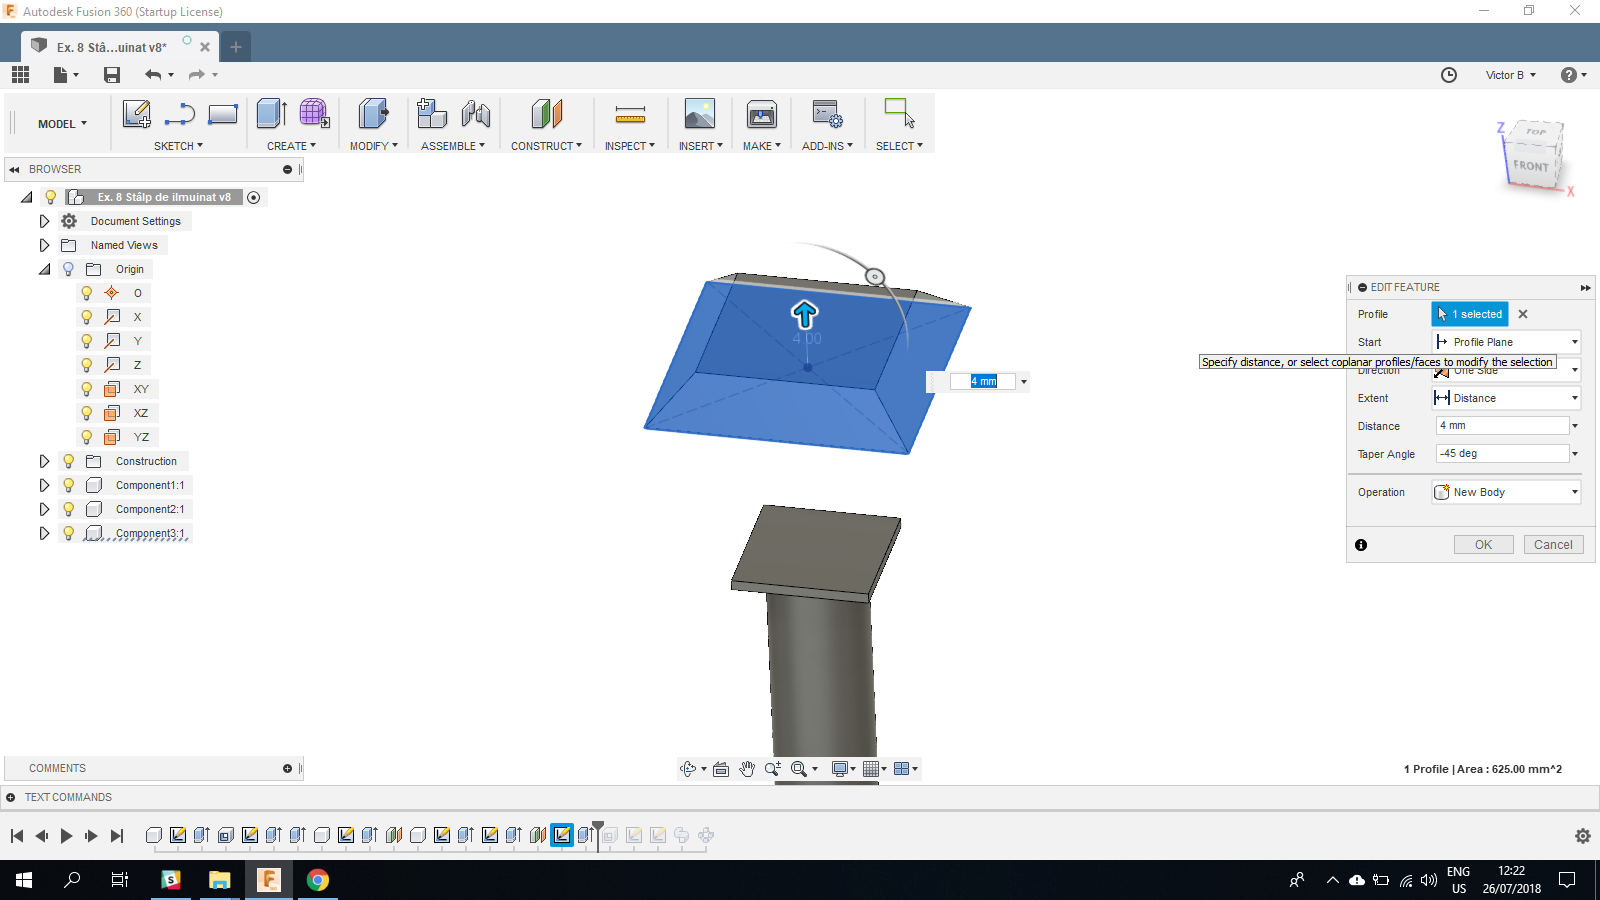 Autodesk Fusion 360 (Startup License)
Ex. 8 Stâ...uinat v8*
Victor B
MODEL
SKETCH
CREATE
MODIFY
ASSEMBLE
CONSTRUCT
INSPECT
INSERT
MAKE
ADD-INS
SELECT
BROWSER
Ex. 8 Stâlp de ilmuinat v8
Document Settings
Named Views
Origin
O
X
Y
Z
XY
XZ
YZ
Construction
Component1:1
Component2:1
Component3:1
Z
TOP
FRONT
X
4.00
4 mm
EDIT FEATURE
Profile 1 selected
Start Profile Plane
Specify distance, or select coplanar profiles/faces to modify the selection
Direction One Side
Extent Distance
Distance 4 mm
Taper Angle -45 deg
Operation New Body
OK Cancel
COMMENTS
1 Profile | Area : 625.00 mm^2
TEXT COMMANDS
ENG
US
12:22
26/07/2018